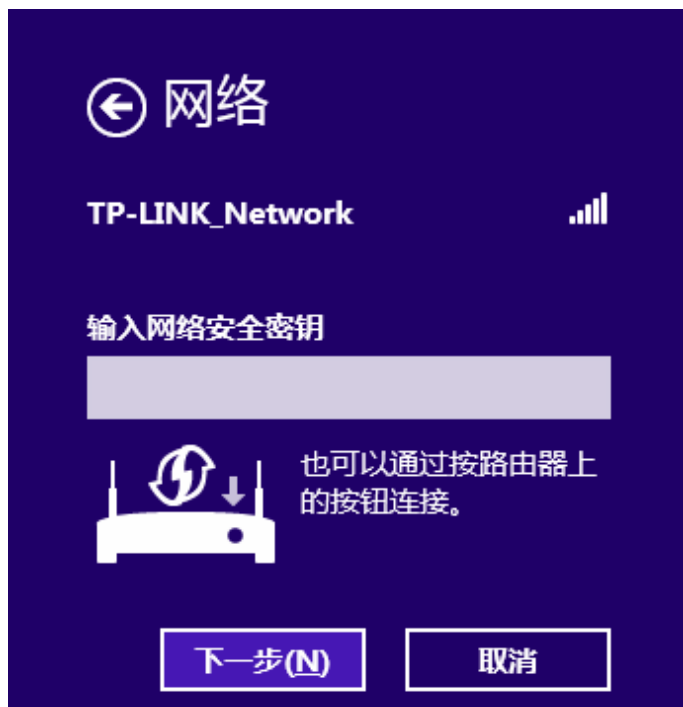 网络
TP-LINK_Network
输入网络安全密钥
也可以通过按路由器上
的按钮连接。
下一步(N)
取消